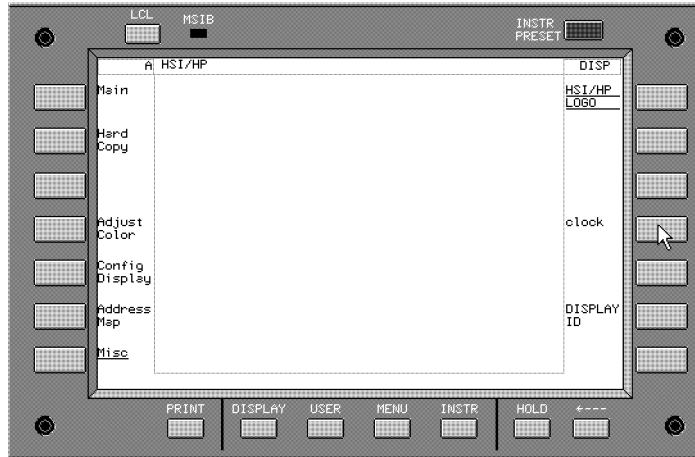 LCL
MSIB
INSTR
PRESET
A HSI/HP
DISP
Main
HSI/HP
LOGO
Hard
Copy
Adjust
Color
clock
Config
Display
Address
Map
DISPLAY
ID
Misc
PRINT DISPLAY USER MENU INSTR HOLD ←---